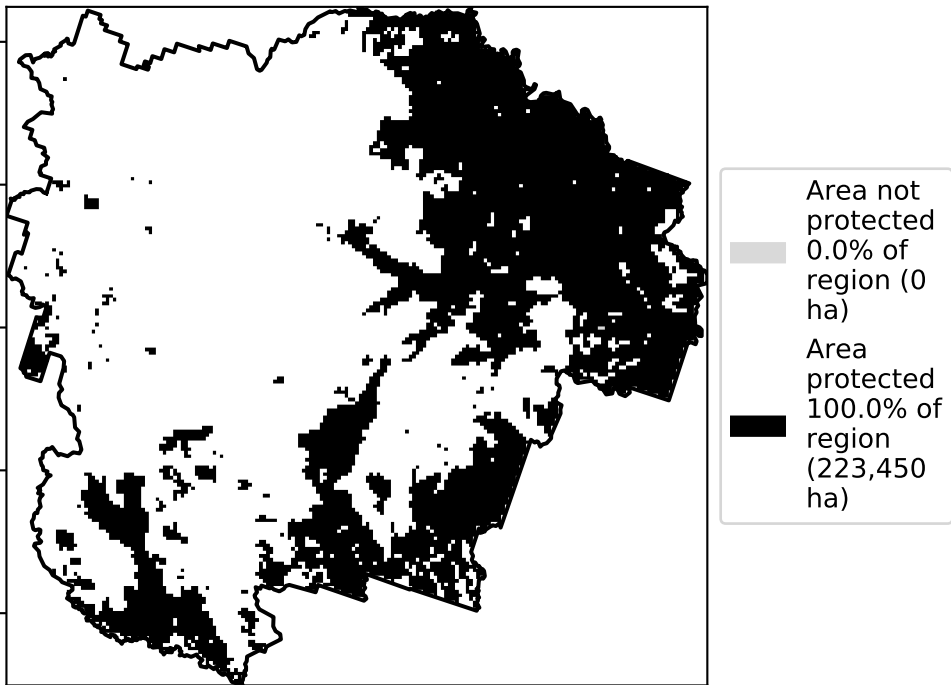 Area not
protected
0.0% of
region (0
ha)
Area
protected
100.0% of
region
(223,450
ha)